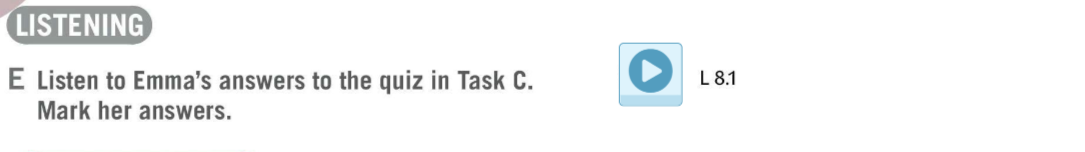 LISTENING
E Listen to Emma's answers to the quiz in Task C.
Mark her answers.
L 8.1